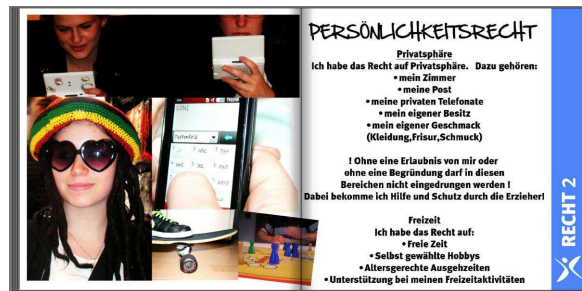 PERSÖNLICHKEITSRECHT
Privatsphäre
Ich habe das Recht auf Privatsphäre. Dazu gehören:
• mein Zimmer
• meine Post
• meine privaten Telefonate
• mein eigener Besitz
• mein eigener Geschmack
(Kleidung,Frisur,Schmuck)
! Ohne eine Erlaubnis von mir oder
ohne eine Begründung darf in diesen
Bereichen nicht eingedrungen werden !
Dabei bekomme ich Hilfe und Schutz durch die Erzieher!
Freizeit
Ich habe das Recht auf:
• Freie Zeit
• Selbst gewählte Hobbys
• Altersgerechte Ausgehzeiten
• Unterstützung bei meinen Freizeitaktivitäten
RECHT 2